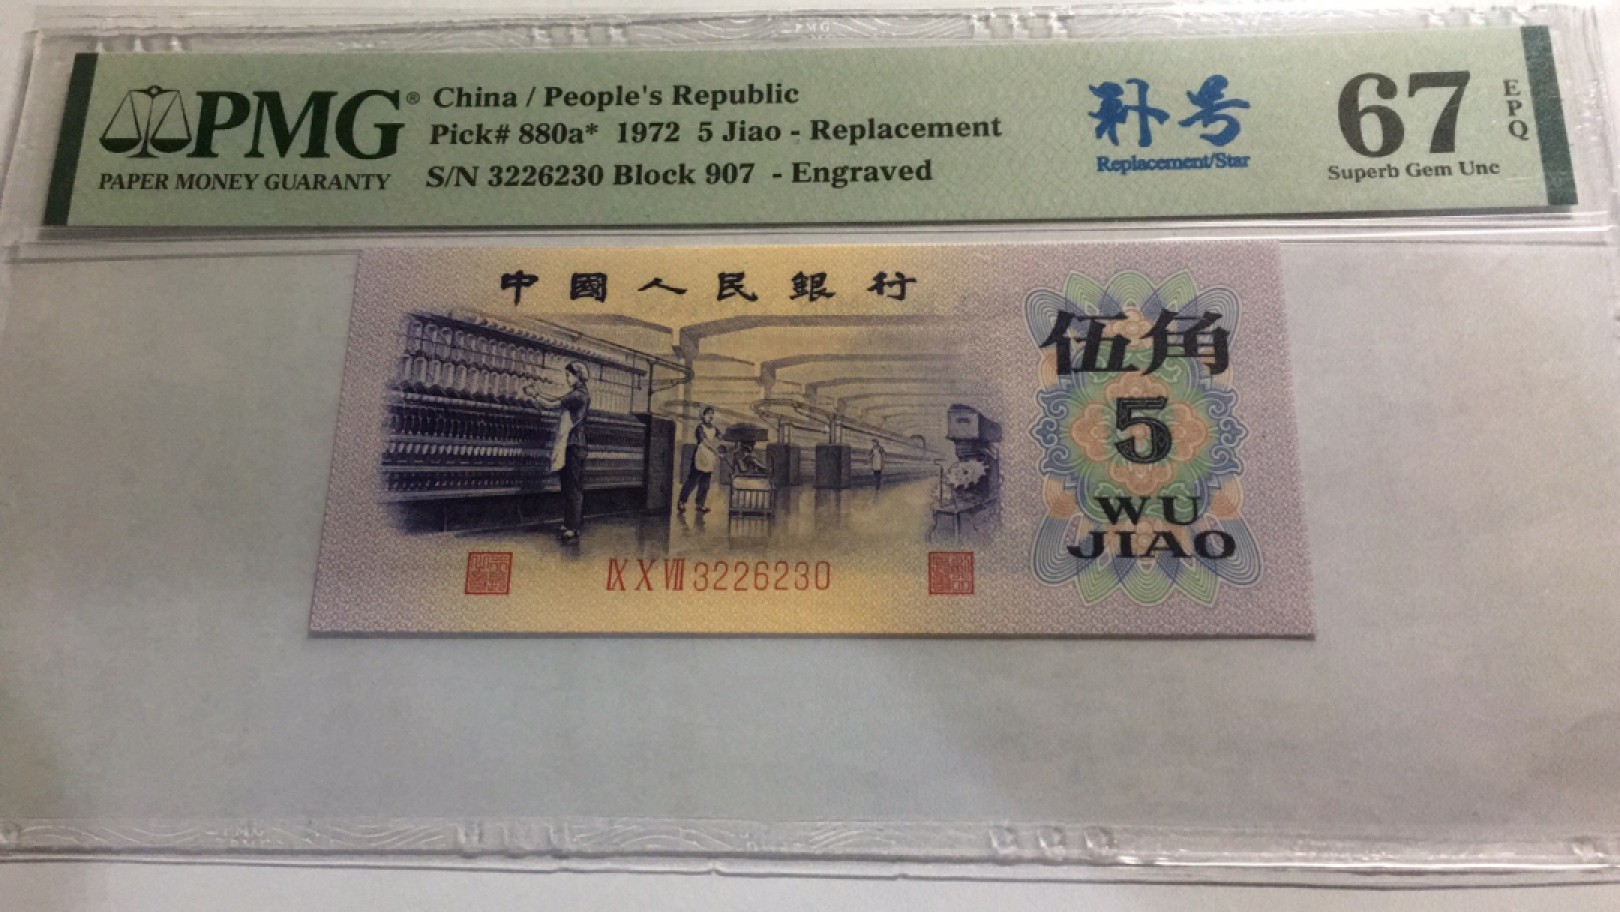 PMG® China / People's Republic
Pick# 880a* 1972 5 Jiao - Replacement
PAPER MONEY GUARANTY
S/N 3226230 Block 907 - Engraved
补号
Replacement/Star
67
EPQ
Superb Gem Unc
中國人民銀行
伍角
5
WU
JIAO
Ⅸ Ⅹ Ⅷ 3226230